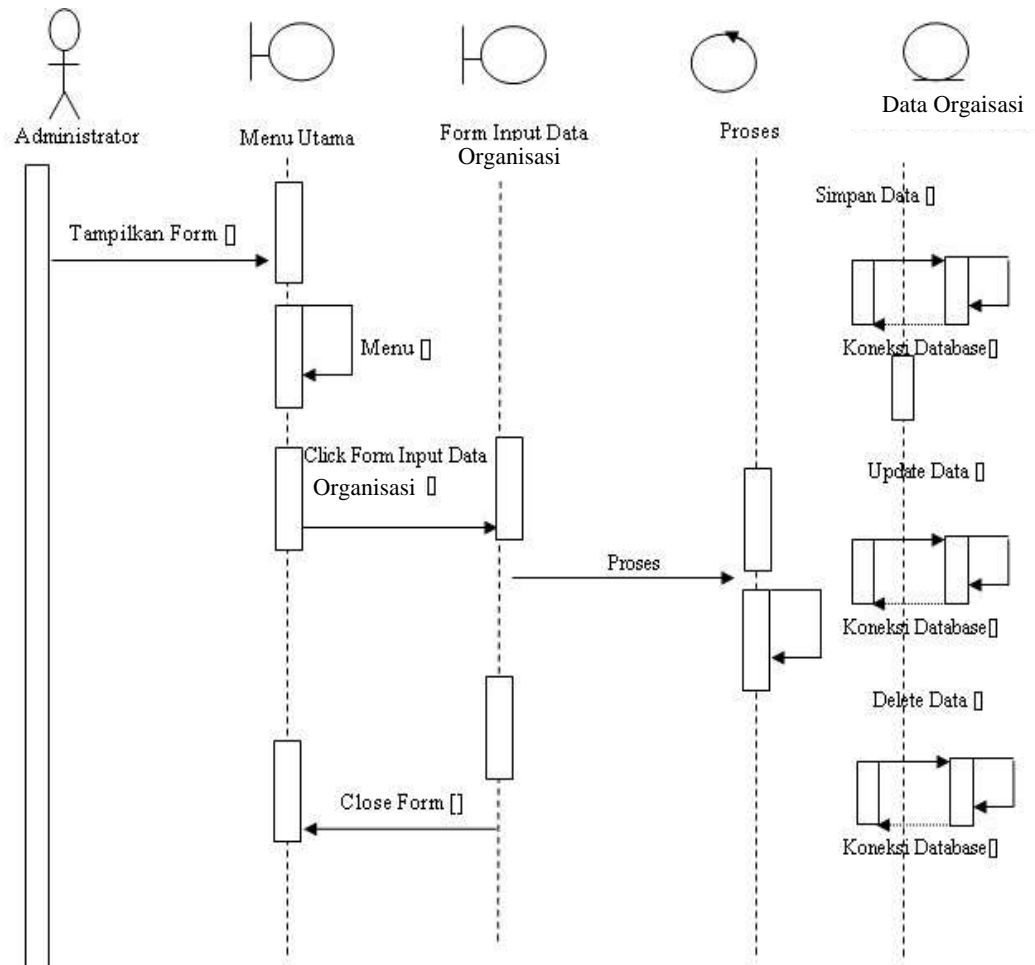 Administrator
Menu Utama
Form Input Data
Organisasi
Proses
Data Orgaisasi
Simpan Data []
Tampilkan Form []
Menu []
Koneksi Database[]
Click Form Input Data
Organisasi []
Update Data []
Proses
Koneksi Database[]
Delete Data []
Close Form []
Koneksi Database[]